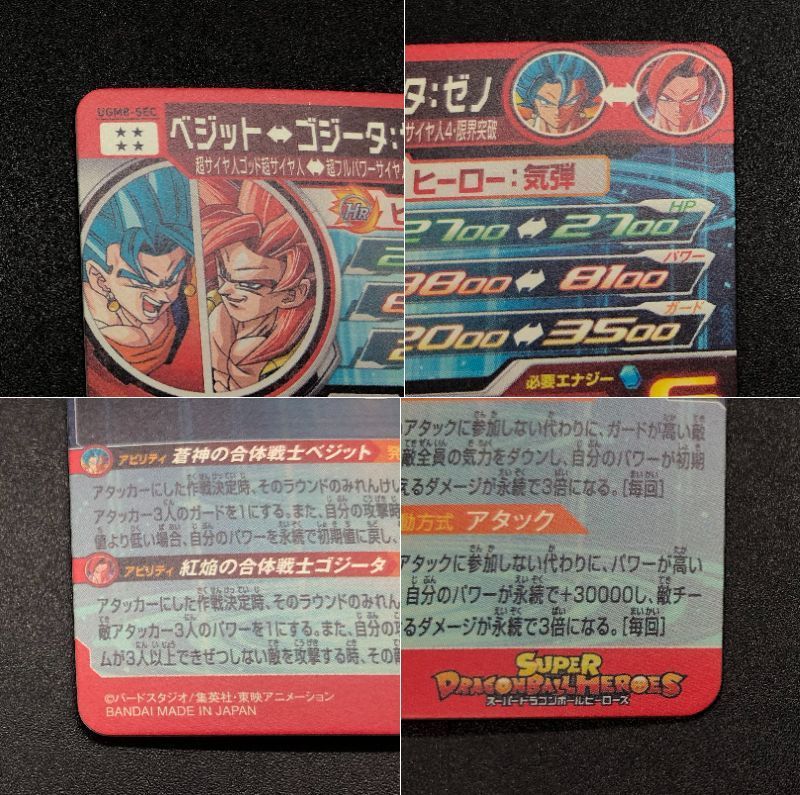 UGM8-SEC
ベジット⇔ゴジータ:
超サイヤ人ゴッド超サイヤ人⇔超フルパワーサイヤ
HR
タ:ゼノ
サイヤ人4・限界突破
ヒーロー:気弾
HP
2700⇔2700
パワー
9800⇔8100
ガード
2000⇔3500
必要エナジー
アビリティ 蒼神の合体戦士ベジット
アタッカーにした作戦決定時、そのラウンドのみれんけい
アタッカー3人のガードを1にする。また、自分の攻撃時
値より低い場合、自分のパワーを永続で初期値に戻し、
アビリティ 紅焔の合体戦士ゴジータ
アタッカーにした作戦決定時、そのラウンドのみれん
敵アタッカー3人のパワーを1にする。また、自分の
ムが3人以上できぜつしない敵を攻撃する時、その
©バードスタジオ/集英社・東映アニメーション
BANDAI MADE IN JAPAN
アタックに参加しない代わりに、ガードが高い敵
敵全員の気力をダウンし、自分のパワーが初期
えるダメージが永続で3倍になる。[毎回]
動方式 アタック
アタックに参加しない代わりに、パワーが高い
自分のパワーが永続で+30000し、敵チー
るダメージが永続で3倍になる。[毎回]
SUPER
DRAGONBALL HEROES
スーパードラゴンボールヒーローズ